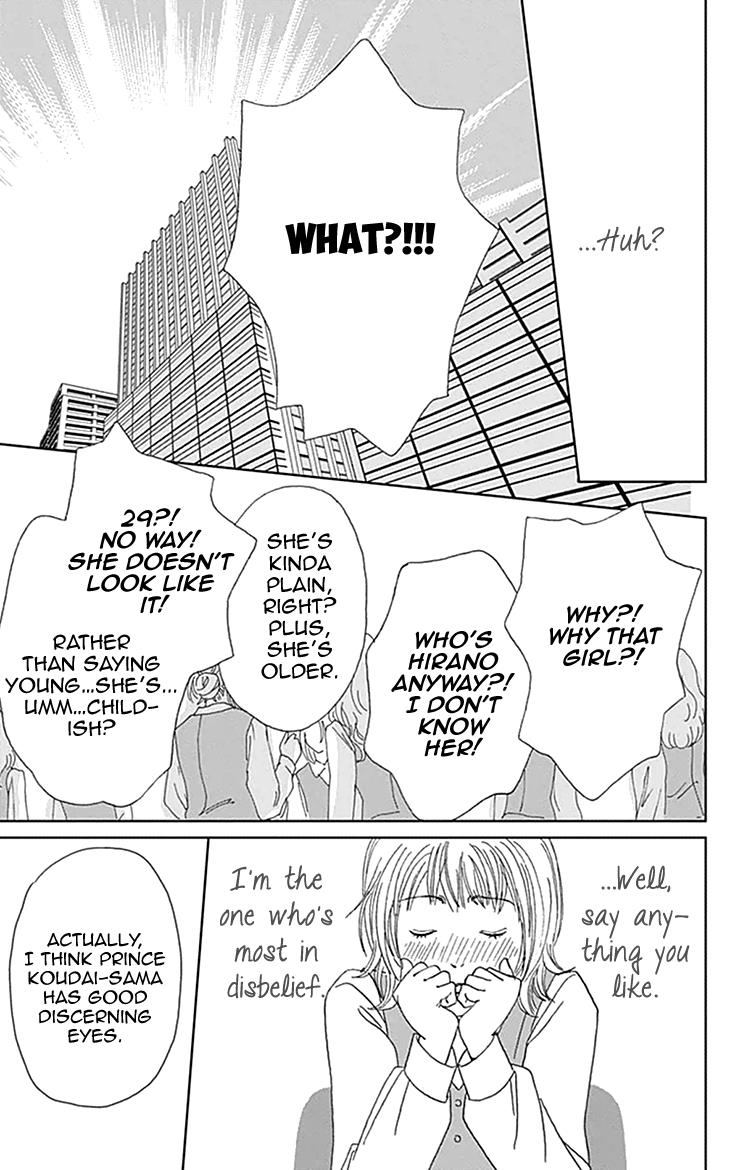 ...Huh?
WHAT?!!!
WHY?!
WHY THAT
GIRL?!
WHO'S
HIRANO
ANYWAY?!
I DON'T
KNOW
HER!
SHE'S
KINDA
PLAIN,
RIGHT?
PLUS,
SHE'S
OLDER.
29?!
NO WAY!
SHE DOESN'T
LOOK LIKE
IT!
RATHER
THAN SAYING
YOUNG...SHE'S...
UMM...CHILD-
ISH?
...Well,
say any-
thing you
like.
I'm the
one who's
most in
disbelief.
ACTUALLY,
I THINK PRINCE
KOUDAI-SAMA
HAS GOOD
DISCERNING
EYES.